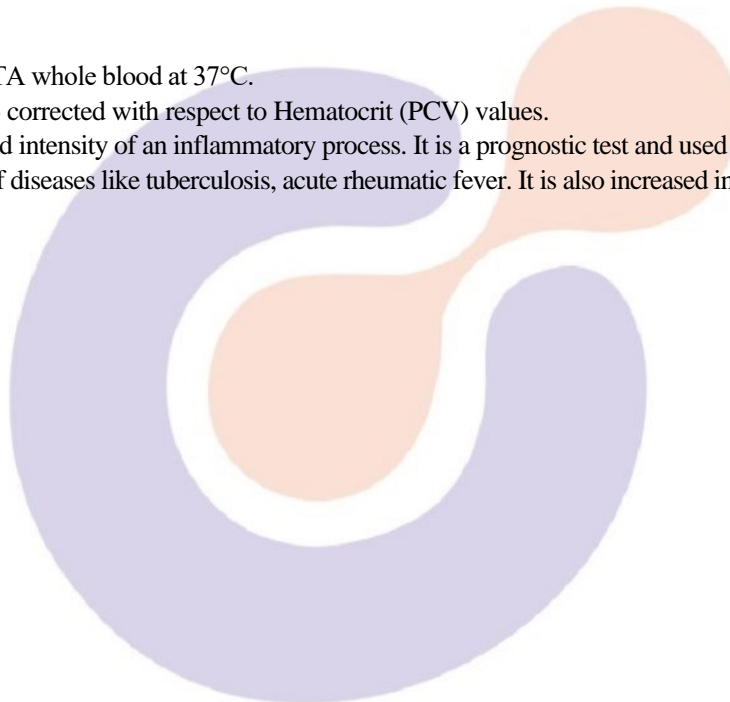 TA whole blood at 37°C.
corrected with respect to Hematocrit (PCV) values.
d intensity of an inflammatory process. It is a prognostic test and used
f diseases like tuberculosis, acute rheumatic fever. It is also increased in